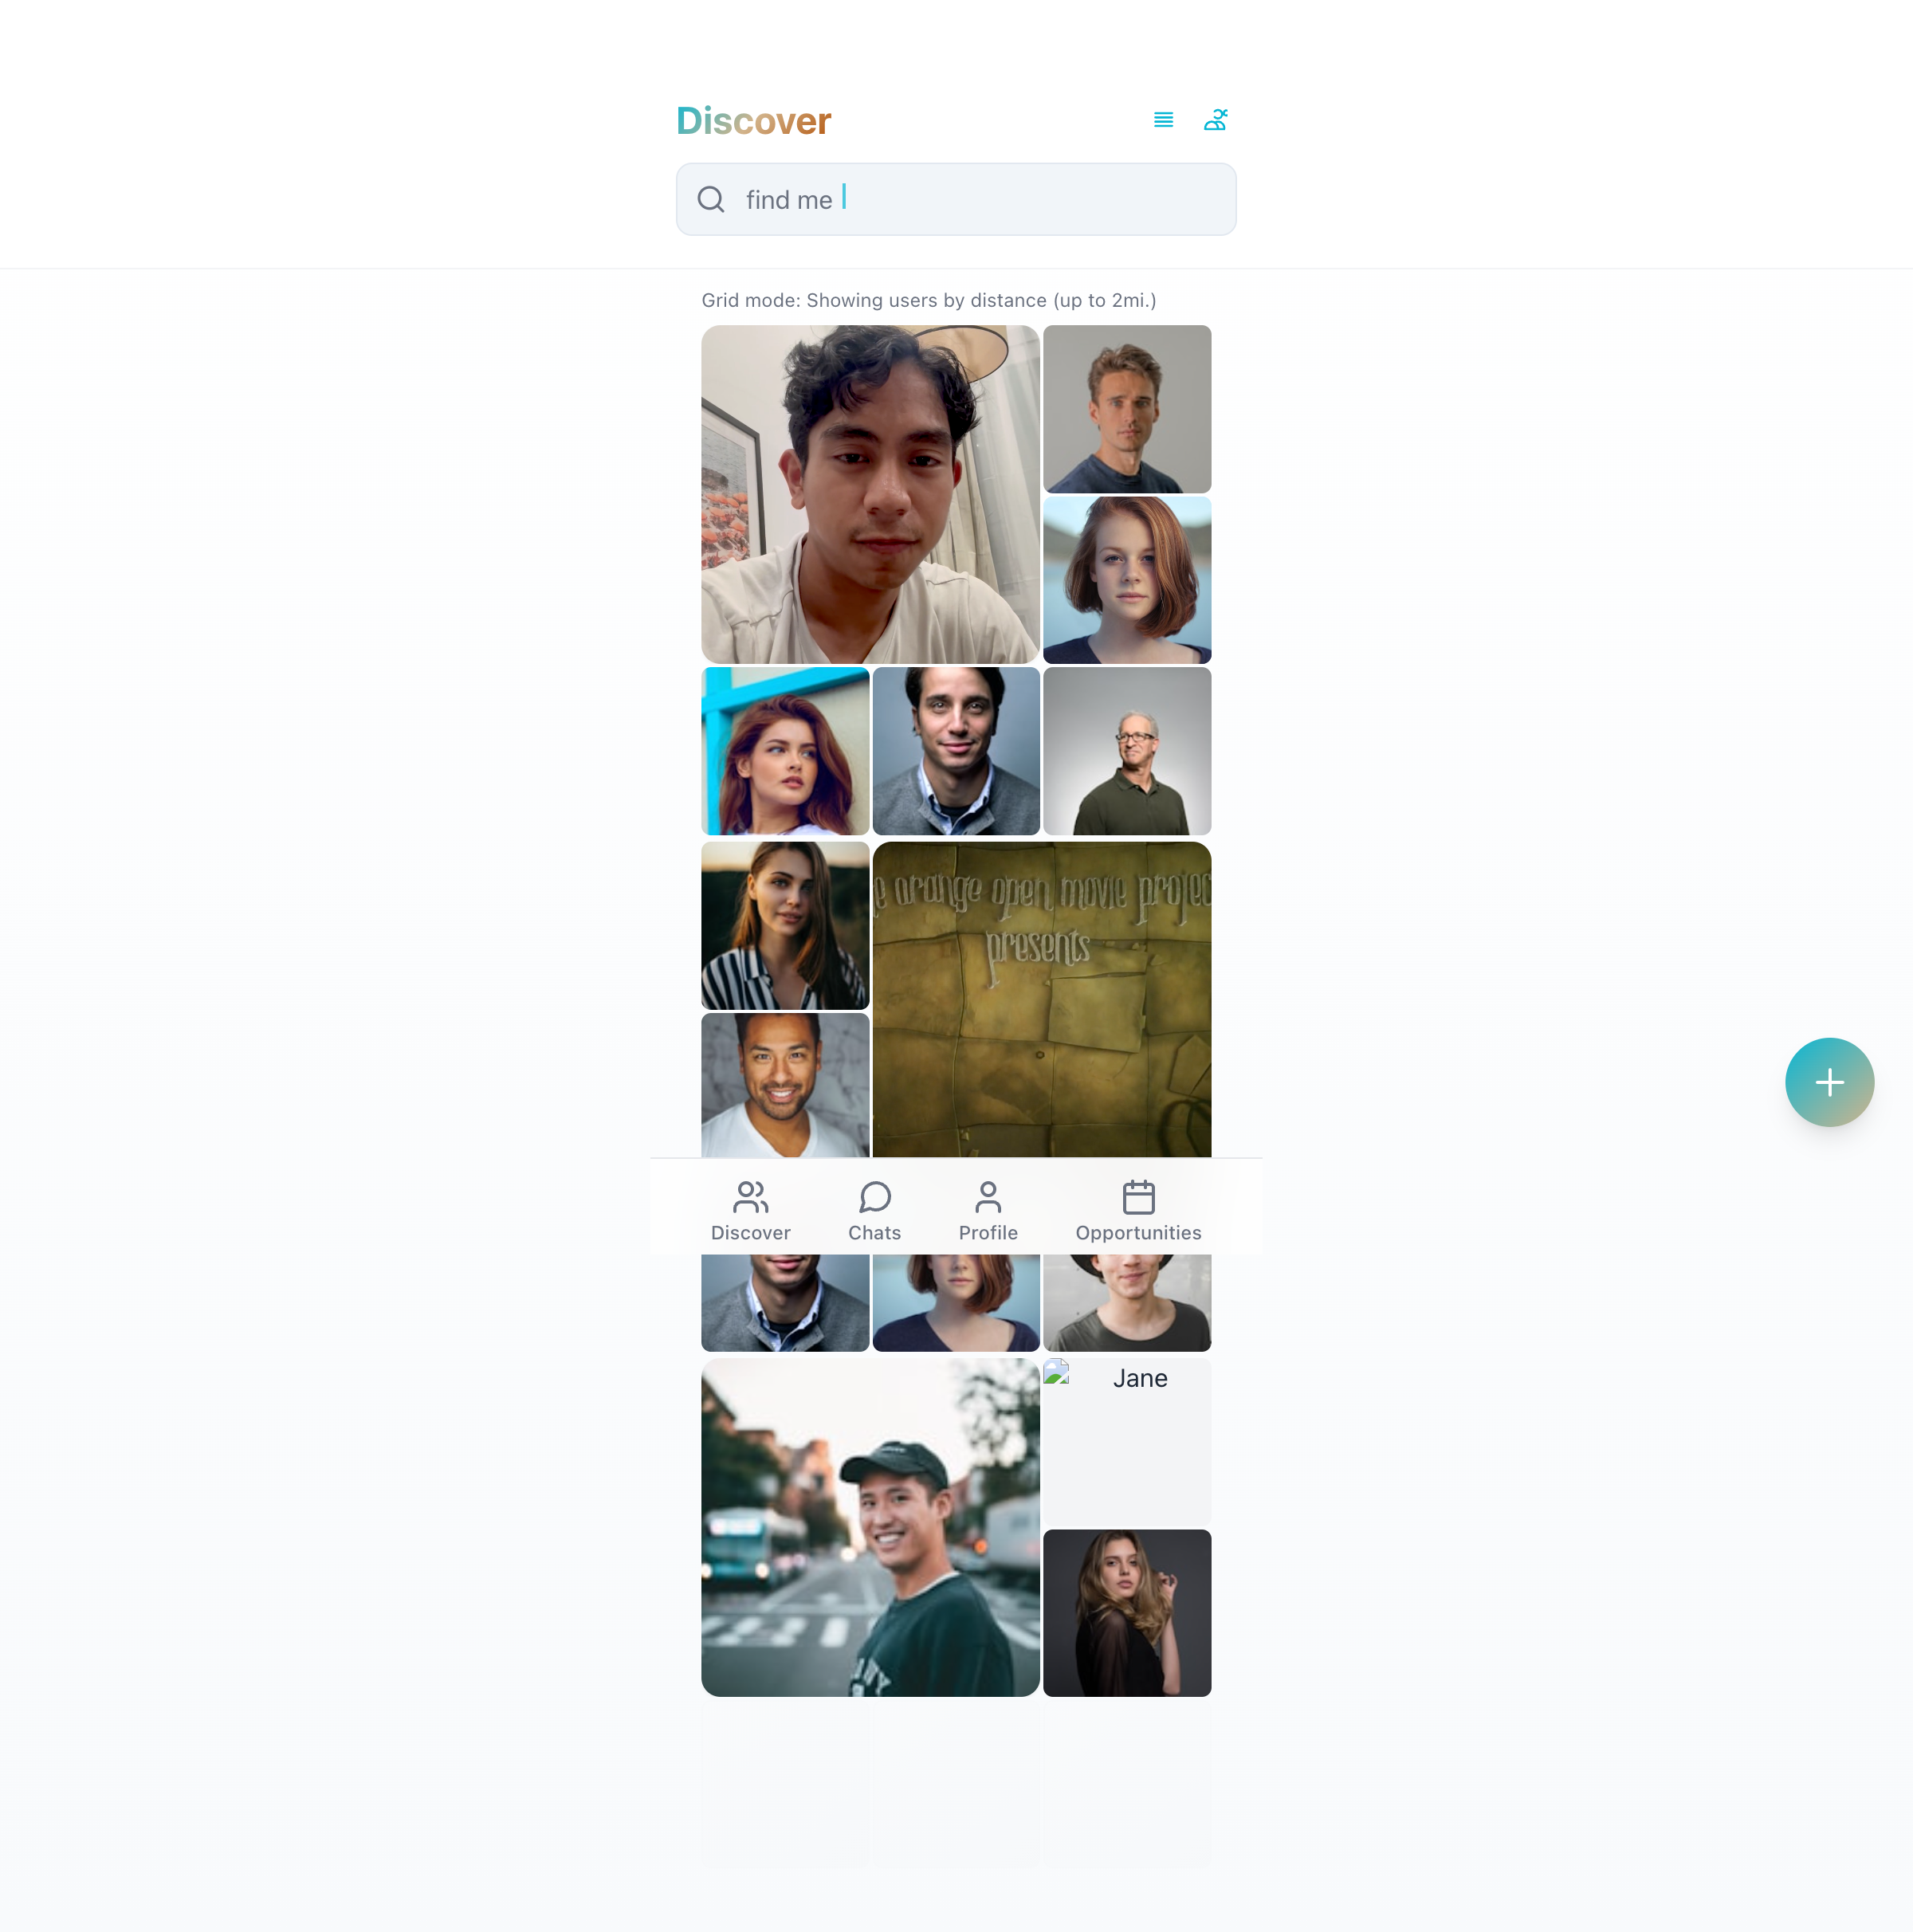 Discover
find me
Grid mode: Showing users by distance (up to 2mi.)
e orange open movie projec
presents
Discover
Chats
Profile
Opportunities
Jane